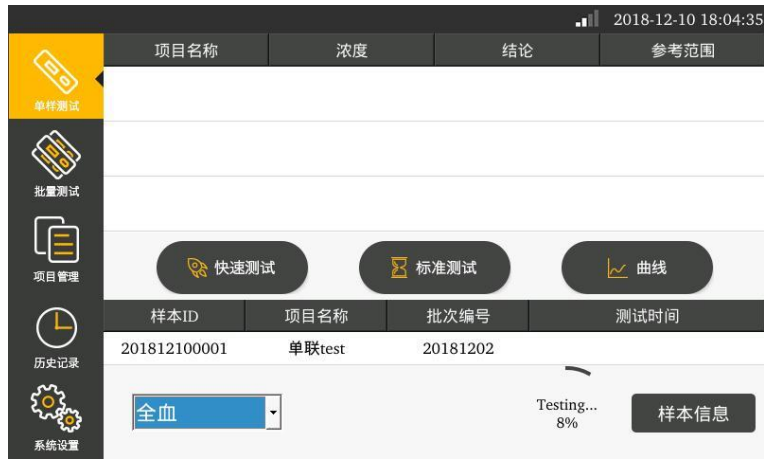 2018-12-10 18:04:35
项目名称 浓度 结论 参考范围
单样测试
批量测试
项目管理
快速测试 标准测试 曲线
样本ID 项目名称 批次编号 测试时间
201812100001 单联test 20181202
历史记录
全血
Testing...
8%
样本信息
系统设置